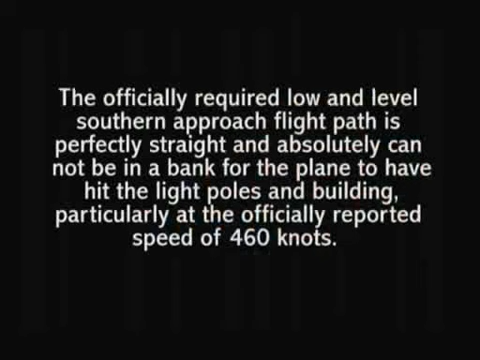 The officially required low and level
southern approach flight path is
perfectly straight and absolutely can
not be in a bank for the plane to have
hit the light poles and building,
particularly at the officially reported
speed of 460 knots.